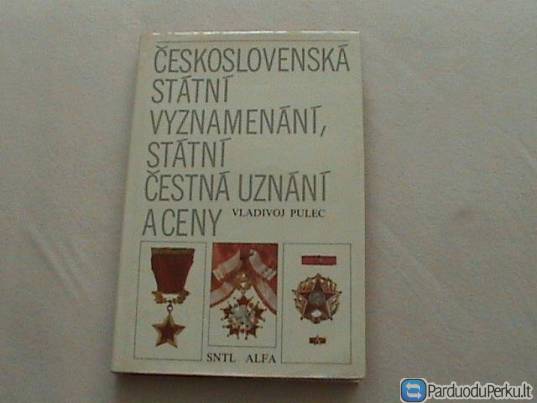 ČESKOSLOVENSKÁ
STÁTNÍ
VYZNAMENÁNÍ,
STÁTNÍ
ČESTNÁ UZNÁNÍ
A CENY
VLADIVOJ PULEC
SNTL ALFA
ParduoduPerku.lt